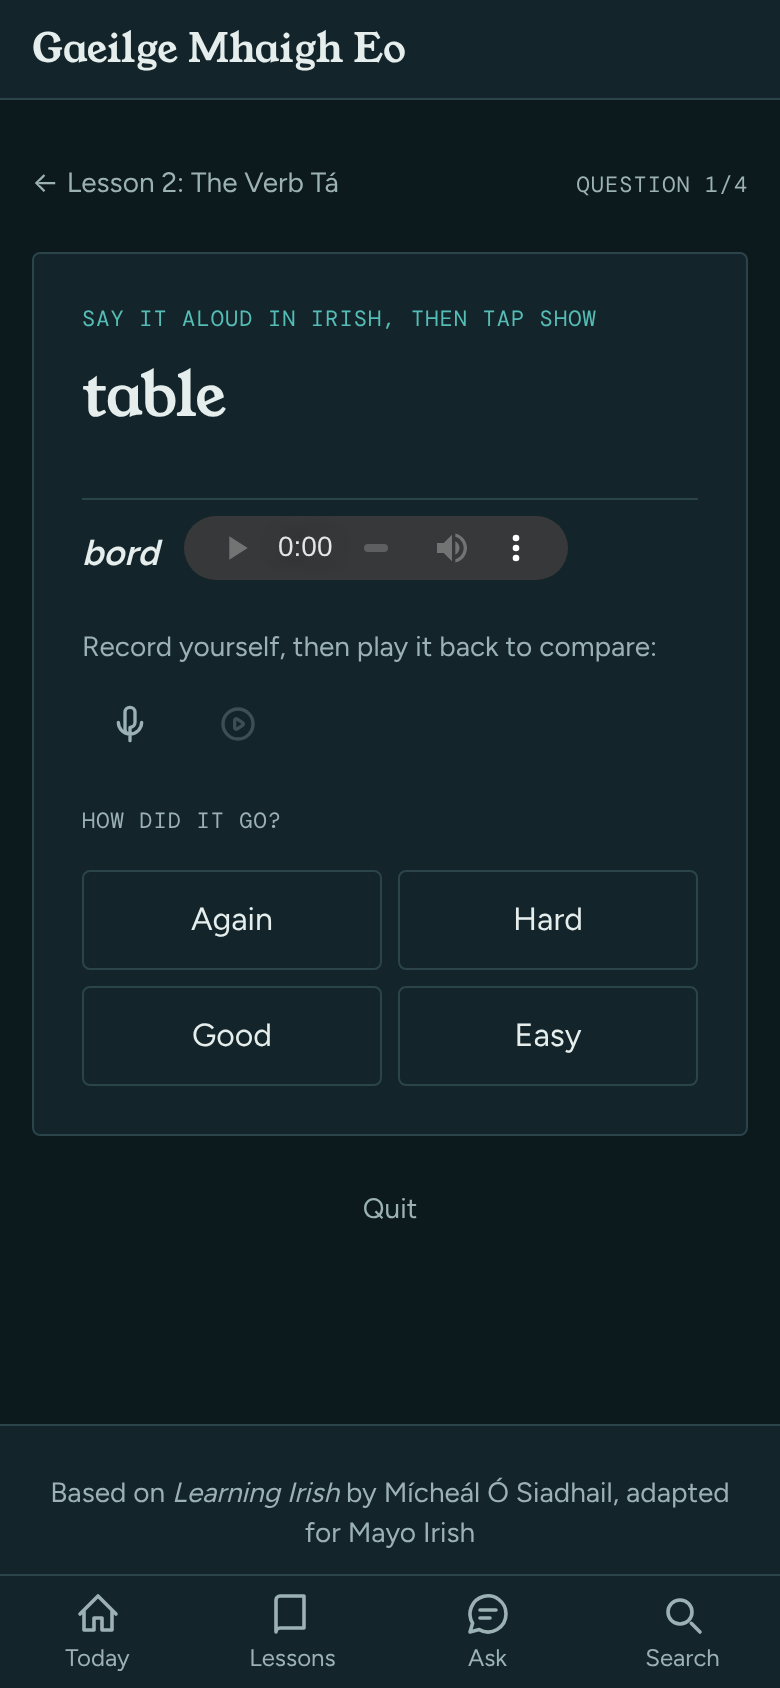 Gaeilge Mhaigh Eo
← Lesson 2: The Verb Tá
QUESTION 1/4
SAY IT ALOUD IN IRISH, THEN TAP SHOW
table
bord
0:00
Record yourself, then play it back to compare:
HOW DID IT GO?
Again
Hard
Good
Easy
Quit
Based on Learning Irish by Mícheál Ó Siadhail, adapted
for Mayo Irish
Today
Lessons
Ask
Search